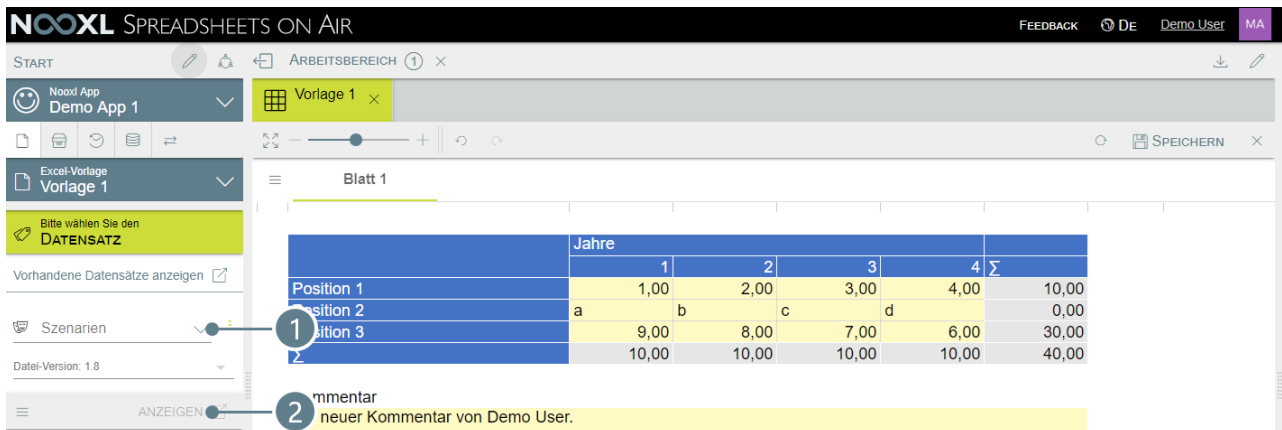 NOOXL SPREADSHEETS ON AIR
FEEDBACK DE Demo User MA
START
ARBEITSBEREICH 1
Nooxl App
Demo App 1
Vorlage 1
SPEICHERN
Excel-Vorlage
Vorlage 1
Blatt 1
Bitte wählen Sie den
DATENSATZ
Vorhandene Datensätze anzeigen
Szenarien
1
Datei-Version: 1.8
ANZEIGEN
2
Jahre
1 2 3 4 Σ
Position 1 1,00 2,00 3,00 4,00 10,00
Position 2 a b c d 0,00
Position 3 9,00 8,00 7,00 6,00 30,00
Σ 10,00 10,00 10,00 10,00 40,00
mmentar
neuer Kommentar von Demo User.